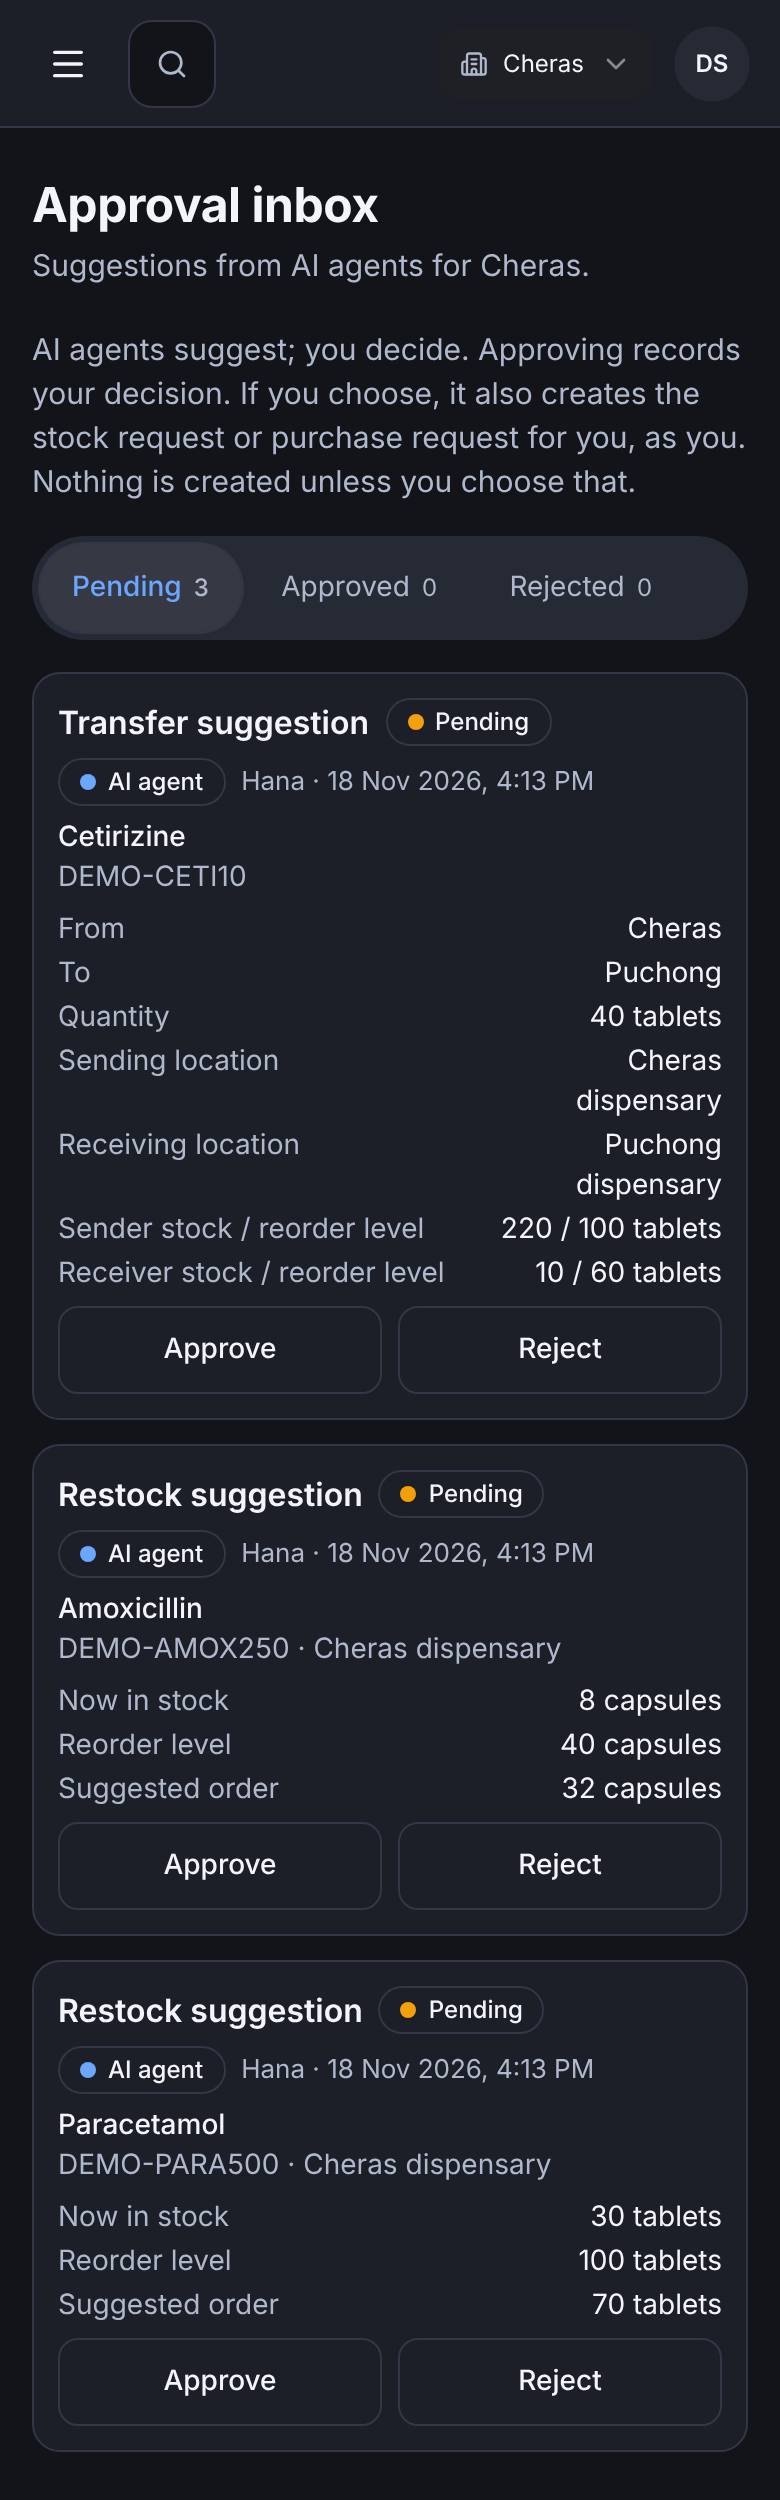 Cheras
DS
Approval inbox
Suggestions from AI agents for Cheras.
AI agents suggest; you decide. Approving records
your decision. If you choose, it also creates the
stock request or purchase request for you, as you.
Nothing is created unless you choose that.
Pending 3 Approved 0 Rejected 0
Transfer suggestion Pending
AI agent Hana · 18 Nov 2026, 4:13 PM
Cetirizine
DEMO-CETI10
From Cheras
To Puchong
Quantity 40 tablets
Sending location Cheras
dispensary
Receiving location Puchong
dispensary
Sender stock / reorder level 220 / 100 tablets
Receiver stock / reorder level 10 / 60 tablets
Approve Reject
Restock suggestion Pending
AI agent Hana · 18 Nov 2026, 4:13 PM
Amoxicillin
DEMO-AMOX250 · Cheras dispensary
Now in stock 8 capsules
Reorder level 40 capsules
Suggested order 32 capsules
Approve Reject
Restock suggestion Pending
AI agent Hana · 18 Nov 2026, 4:13 PM
Paracetamol
DEMO-PARA500 · Cheras dispensary
Now in stock 30 tablets
Reorder level 100 tablets
Suggested order 70 tablets
Approve Reject